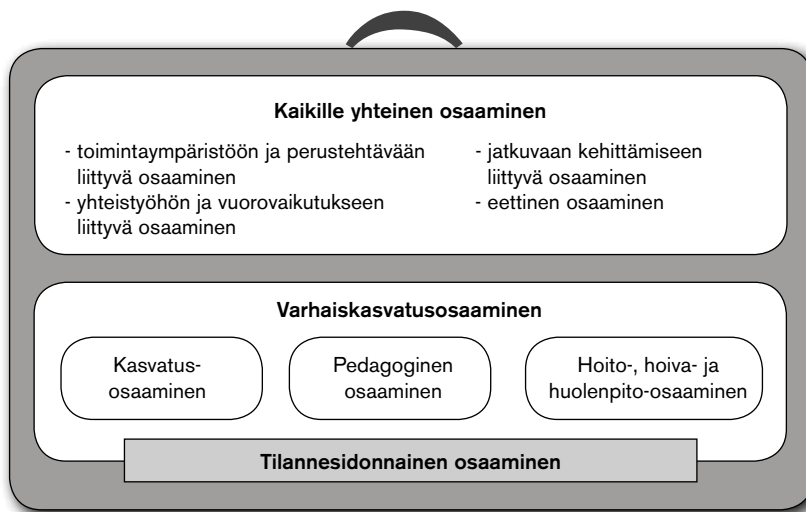 Kaikille yhteinen osaaminen
- toimintaympäristöön ja perustehtävään
liittyvä osaaminen
- yhteistyöhön ja vuorovaikutukseen
liittyvä osaaminen
- jatkuvaan kehittämiseen
liittyvä osaaminen
- eettinen osaaminen
Varhaiskasvatusosaaminen
Kasvatus-
osaaminen
Pedagoginen
osaaminen
Hoito-, hoiva- ja
huolenpito-osaaminen
Tilannesidonnainen osaaminen